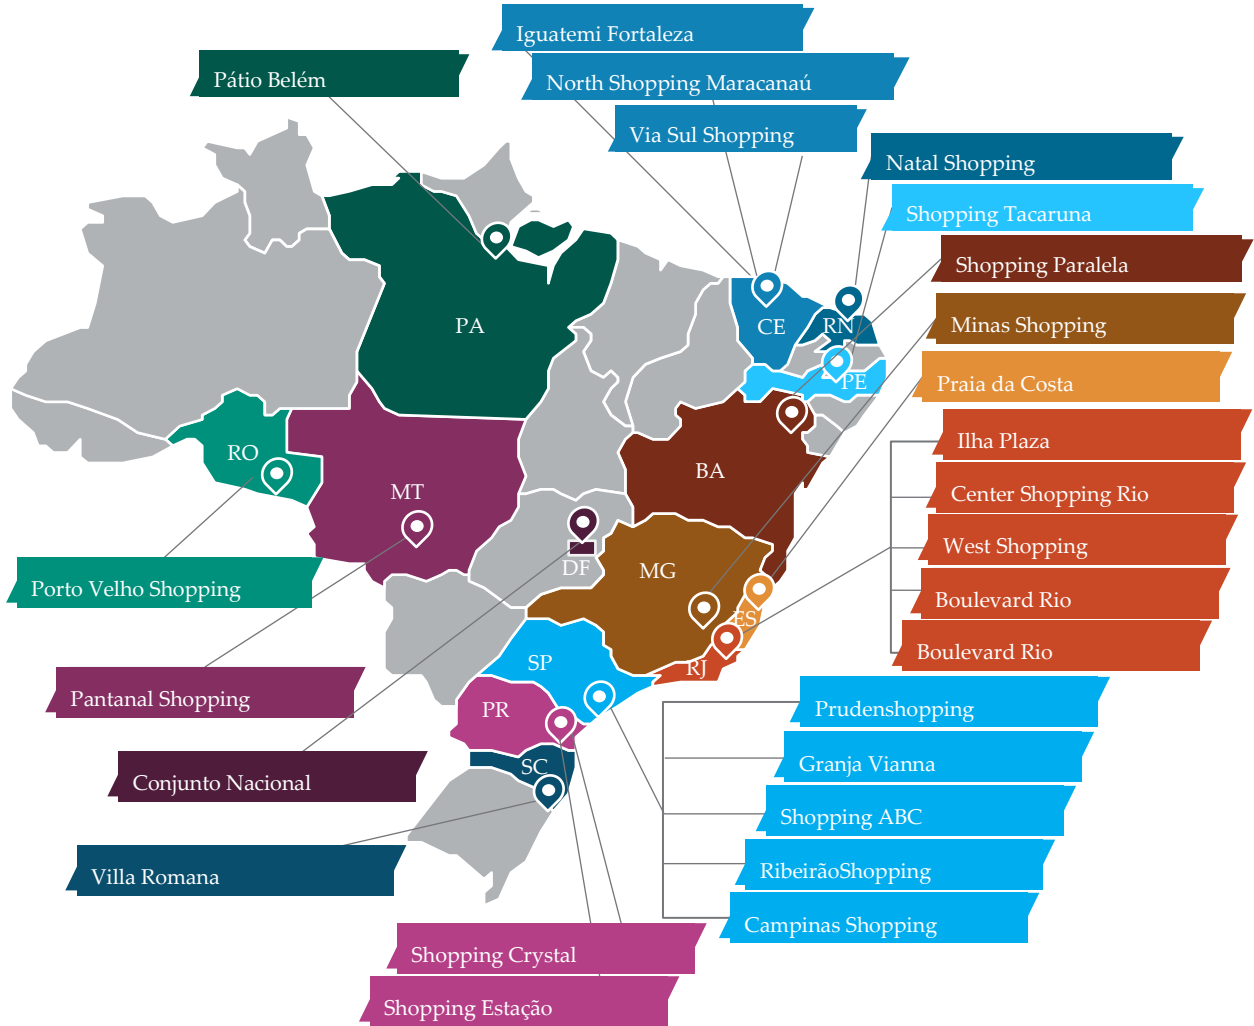 Iguatemi Fortaleza
Pátio Belém
North Shopping Maracanaú
Via Sul Shopping
Natal Shopping
Shopping Tacaruna
Shopping Paralela
PA
CE
RN
Minas Shopping
PE
Praia da Costa
RO
BA
Ilha Plaza
MT
Center Shopping Rio
West Shopping
DF
MG
Porto Velho Shopping
Boulevard Rio
ES
Boulevard Rio
SP
RJ
Pantanal Shopping
PR
Prudenshopping
SC
Granja Vianna
Conjunto Nacional
Shopping ABC
Villa Romana
RibeirãoShopping
Campinas Shopping
Shopping Crystal
Shopping Estação